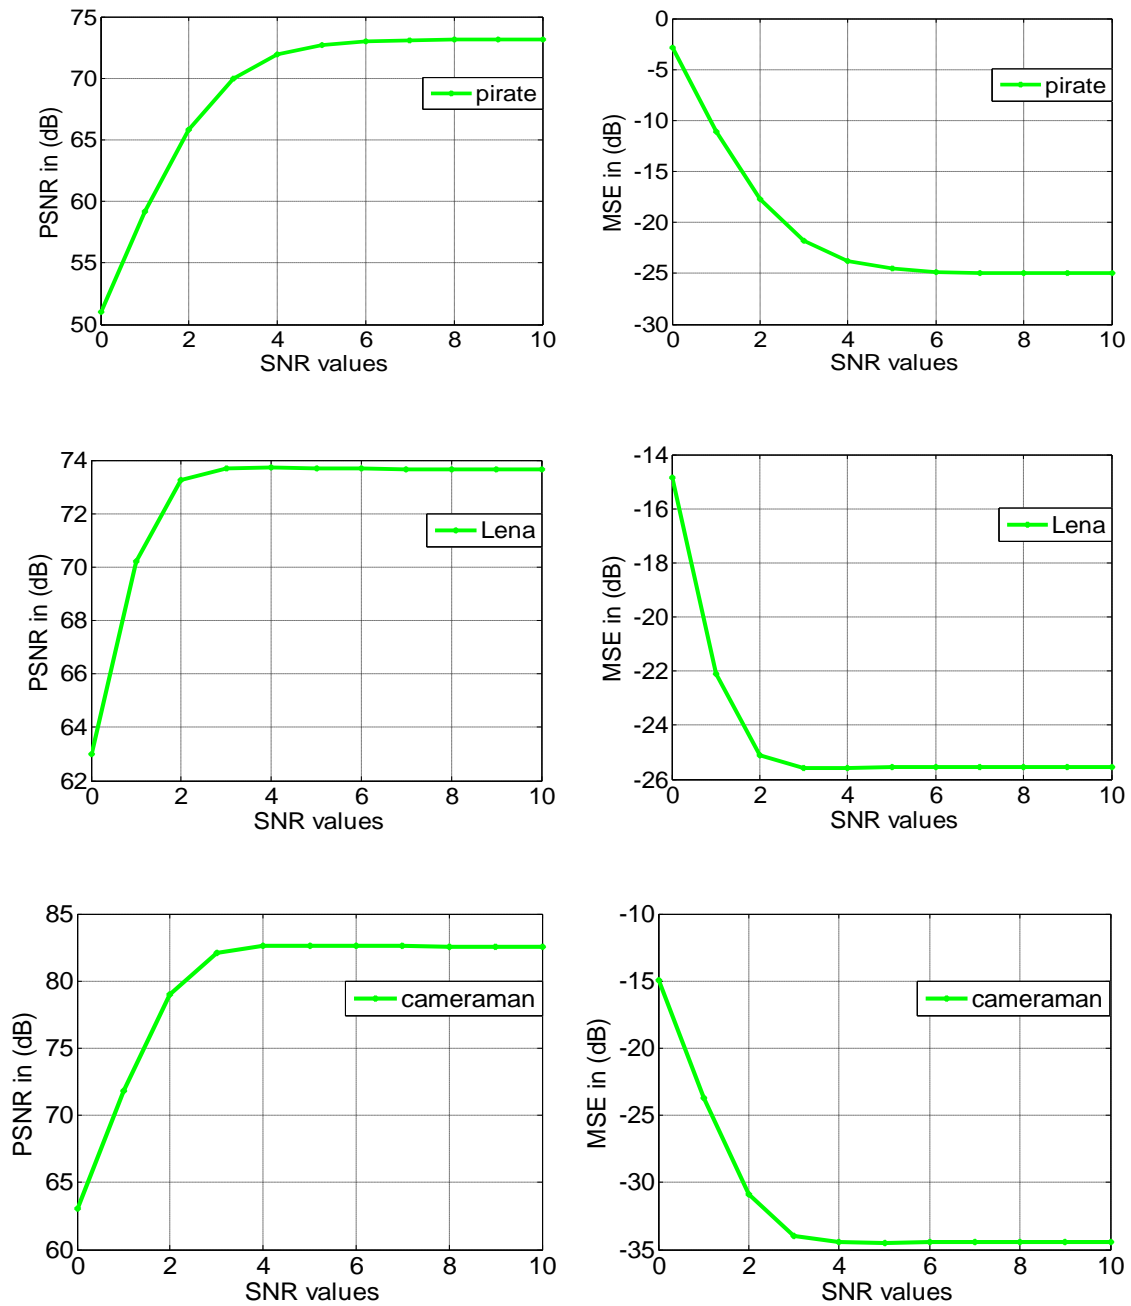 75
70
65
60
55
50
PSNR in (dB)
pirate
0 2 4 6 8 10
SNR values
0
-5
-10
-15
-20
-25
-30
MSE in (dB)
pirate
0 2 4 6 8 10
SNR values
74
72
70
68
66
64
62
PSNR in (dB)
Lena
0 2 4 6 8 10
SNR values
-14
-16
-18
-20
-22
-24
-26
MSE in (dB)
Lena
0 2 4 6 8 10
SNR values
85
80
75
70
65
60
PSNR in (dB)
cameraman
0 2 4 6 8 10
SNR values
-10
-15
-20
-25
-30
-35
MSE in (dB)
cameraman
0 2 4 6 8 10
SNR values